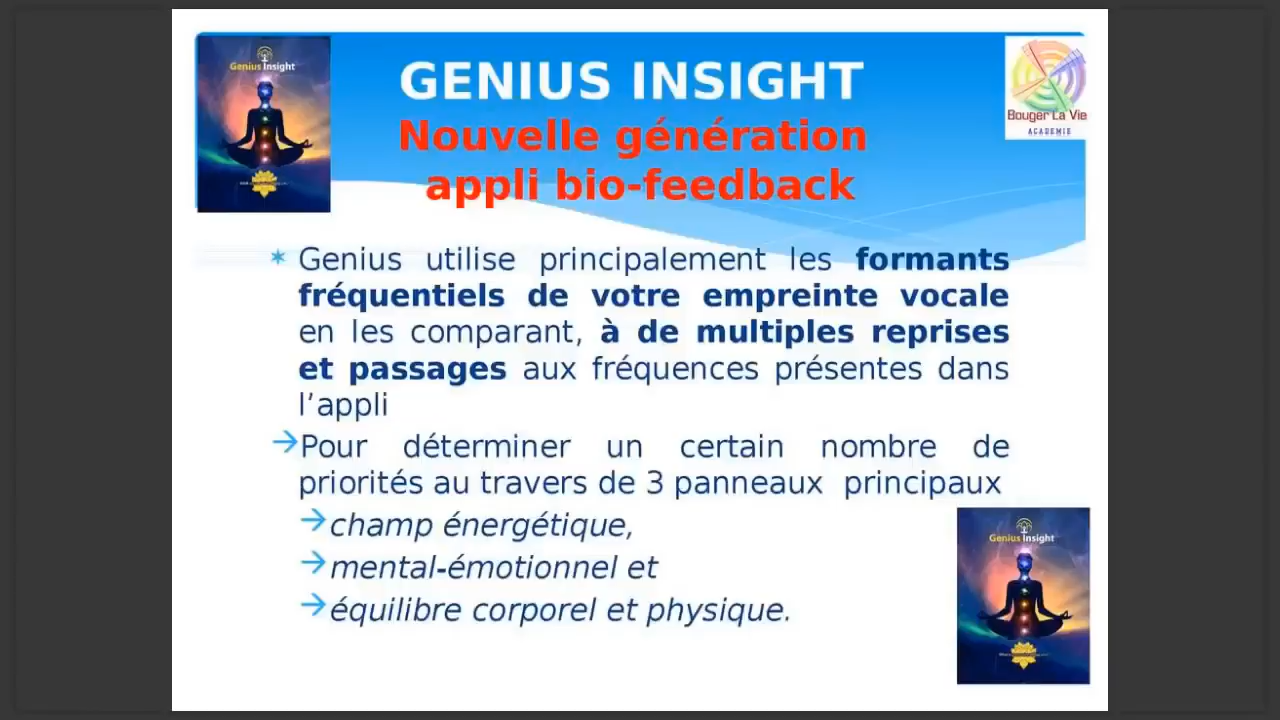 Genius Insight
GENIUS INSIGHT
Nouvelle génération
appli bio-feedback
Bouger La Vie
ACADEMIE
Genius utilise principalement les formants
fréquentiels de votre empreinte vocale
en les comparant, à de multiples reprises
et passages aux fréquences présentes dans
l’appli
Pour déterminer un certain nombre de
priorités au travers de 3 panneaux principaux
champ énergétique,
mental-émotionnel et
équilibre corporel et physique.
Genius Insight